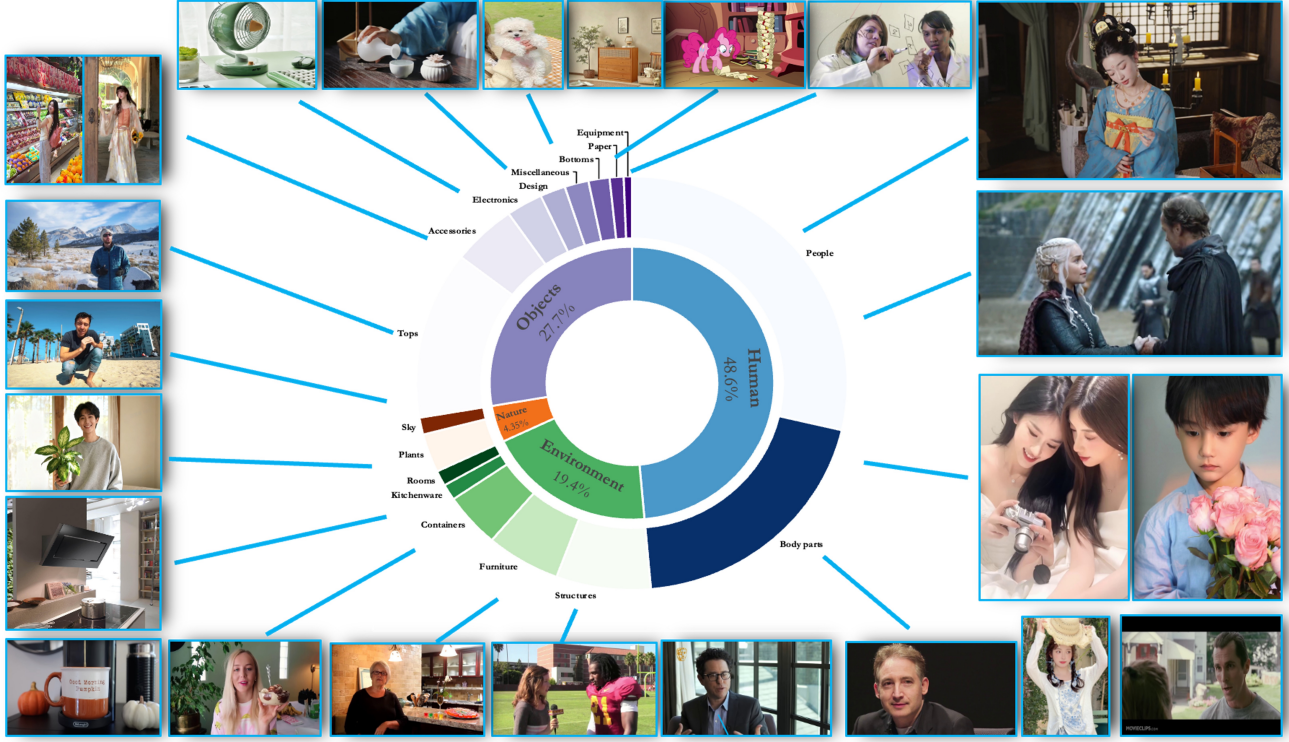 Equipment
Paper
Bottoms
Miscellaneous
Design
Electronics
Accessories
People
Objects
27.7%
Human
48.6%
Tops
Nature
4.35%
Sky
Environment
19.4%
Plants
Rooms
Kitchenware
Containers
Body parts
Furniture
Structures
Pumpkin
MOVIECLIPS.com